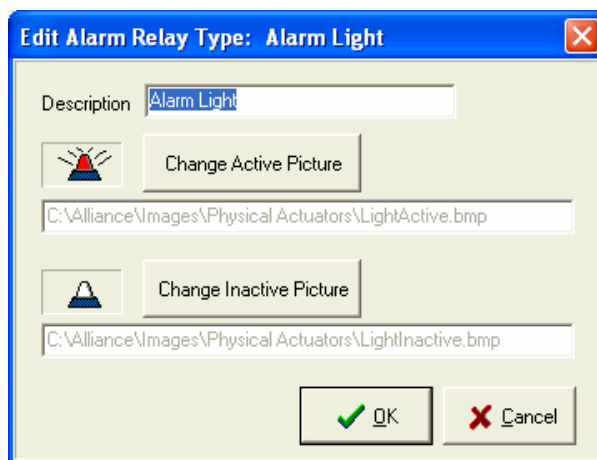 Edit Alarm Relay Type: Alarm Light
Description Alarm Light
Change Active Picture
C:\Alliance\Images\Physical Actuators\LightActive.bmp
Change Inactive Picture
C:\Alliance\Images\Physical Actuators\LightInactive.bmp
OK Cancel